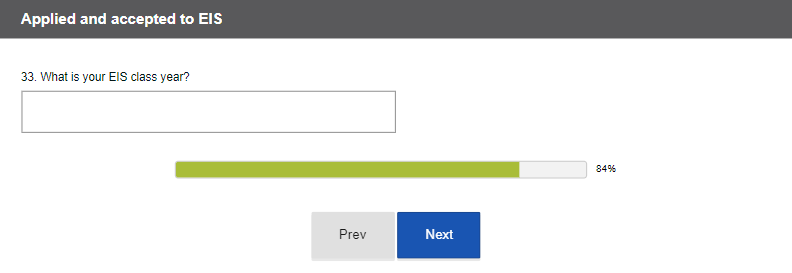 Applied and accepted to EIS
33. What is your EIS class year?
84%
Prev
Next